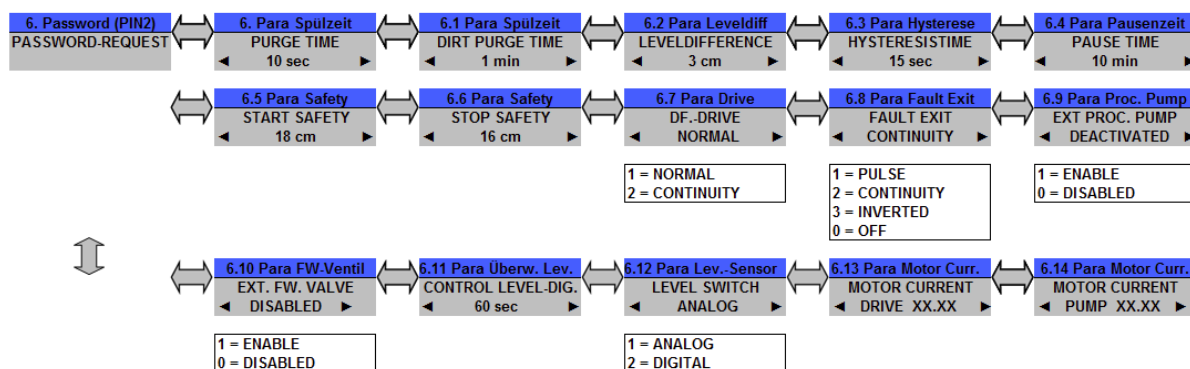 6. Password (PIN2)
PASSWORD-REQUEST
6. Para Spülzeit
PURGE TIME
10 sec
6.1 Para Spülzeit
DIRT PURGE TIME
1 min
6.2 Para Leveldiff
LEVELDIFFERENCE
3 cm
6.3 Para Hysterese
HYSTERESISTIME
15 sec
6.4 Para Pausenzeit
PAUSE TIME
10 min
6.5 Para Safety
START SAFETY
18 cm
6.6 Para Safety
STOP SAFETY
16 cm
6.7 Para Drive
DF.-DRIVE
NORMAL
1 = NORMAL
2 = CONTINUITY
6.8 Para Fault Exit
FAULT EXIT
CONTINUITY
1 = PULSE
2 = CONTINUITY
3 = INVERTED
0 = OFF
6.9 Para Proc. Pump
EXT PROC. PUMP
DEACTIVATED
1 = ENABLE
0 = DISABLED
6.10 Para FW-Ventil
EXT. FW. VALVE
DISABLED
1 = ENABLE
0 = DISABLED
6.11 Para Überw. Lev.
CONTROL LEVEL-DIG.
60 sec
6.12 Para Lev.-Sensor
LEVEL SWITCH
ANALOG
1 = ANALOG
2 = DIGITAL
6.13 Para Motor Curr.
MOTOR CURRENT
DRIVE XX.XX
6.14 Para Motor Curr.
MOTOR CURRENT
PUMP XX.XX